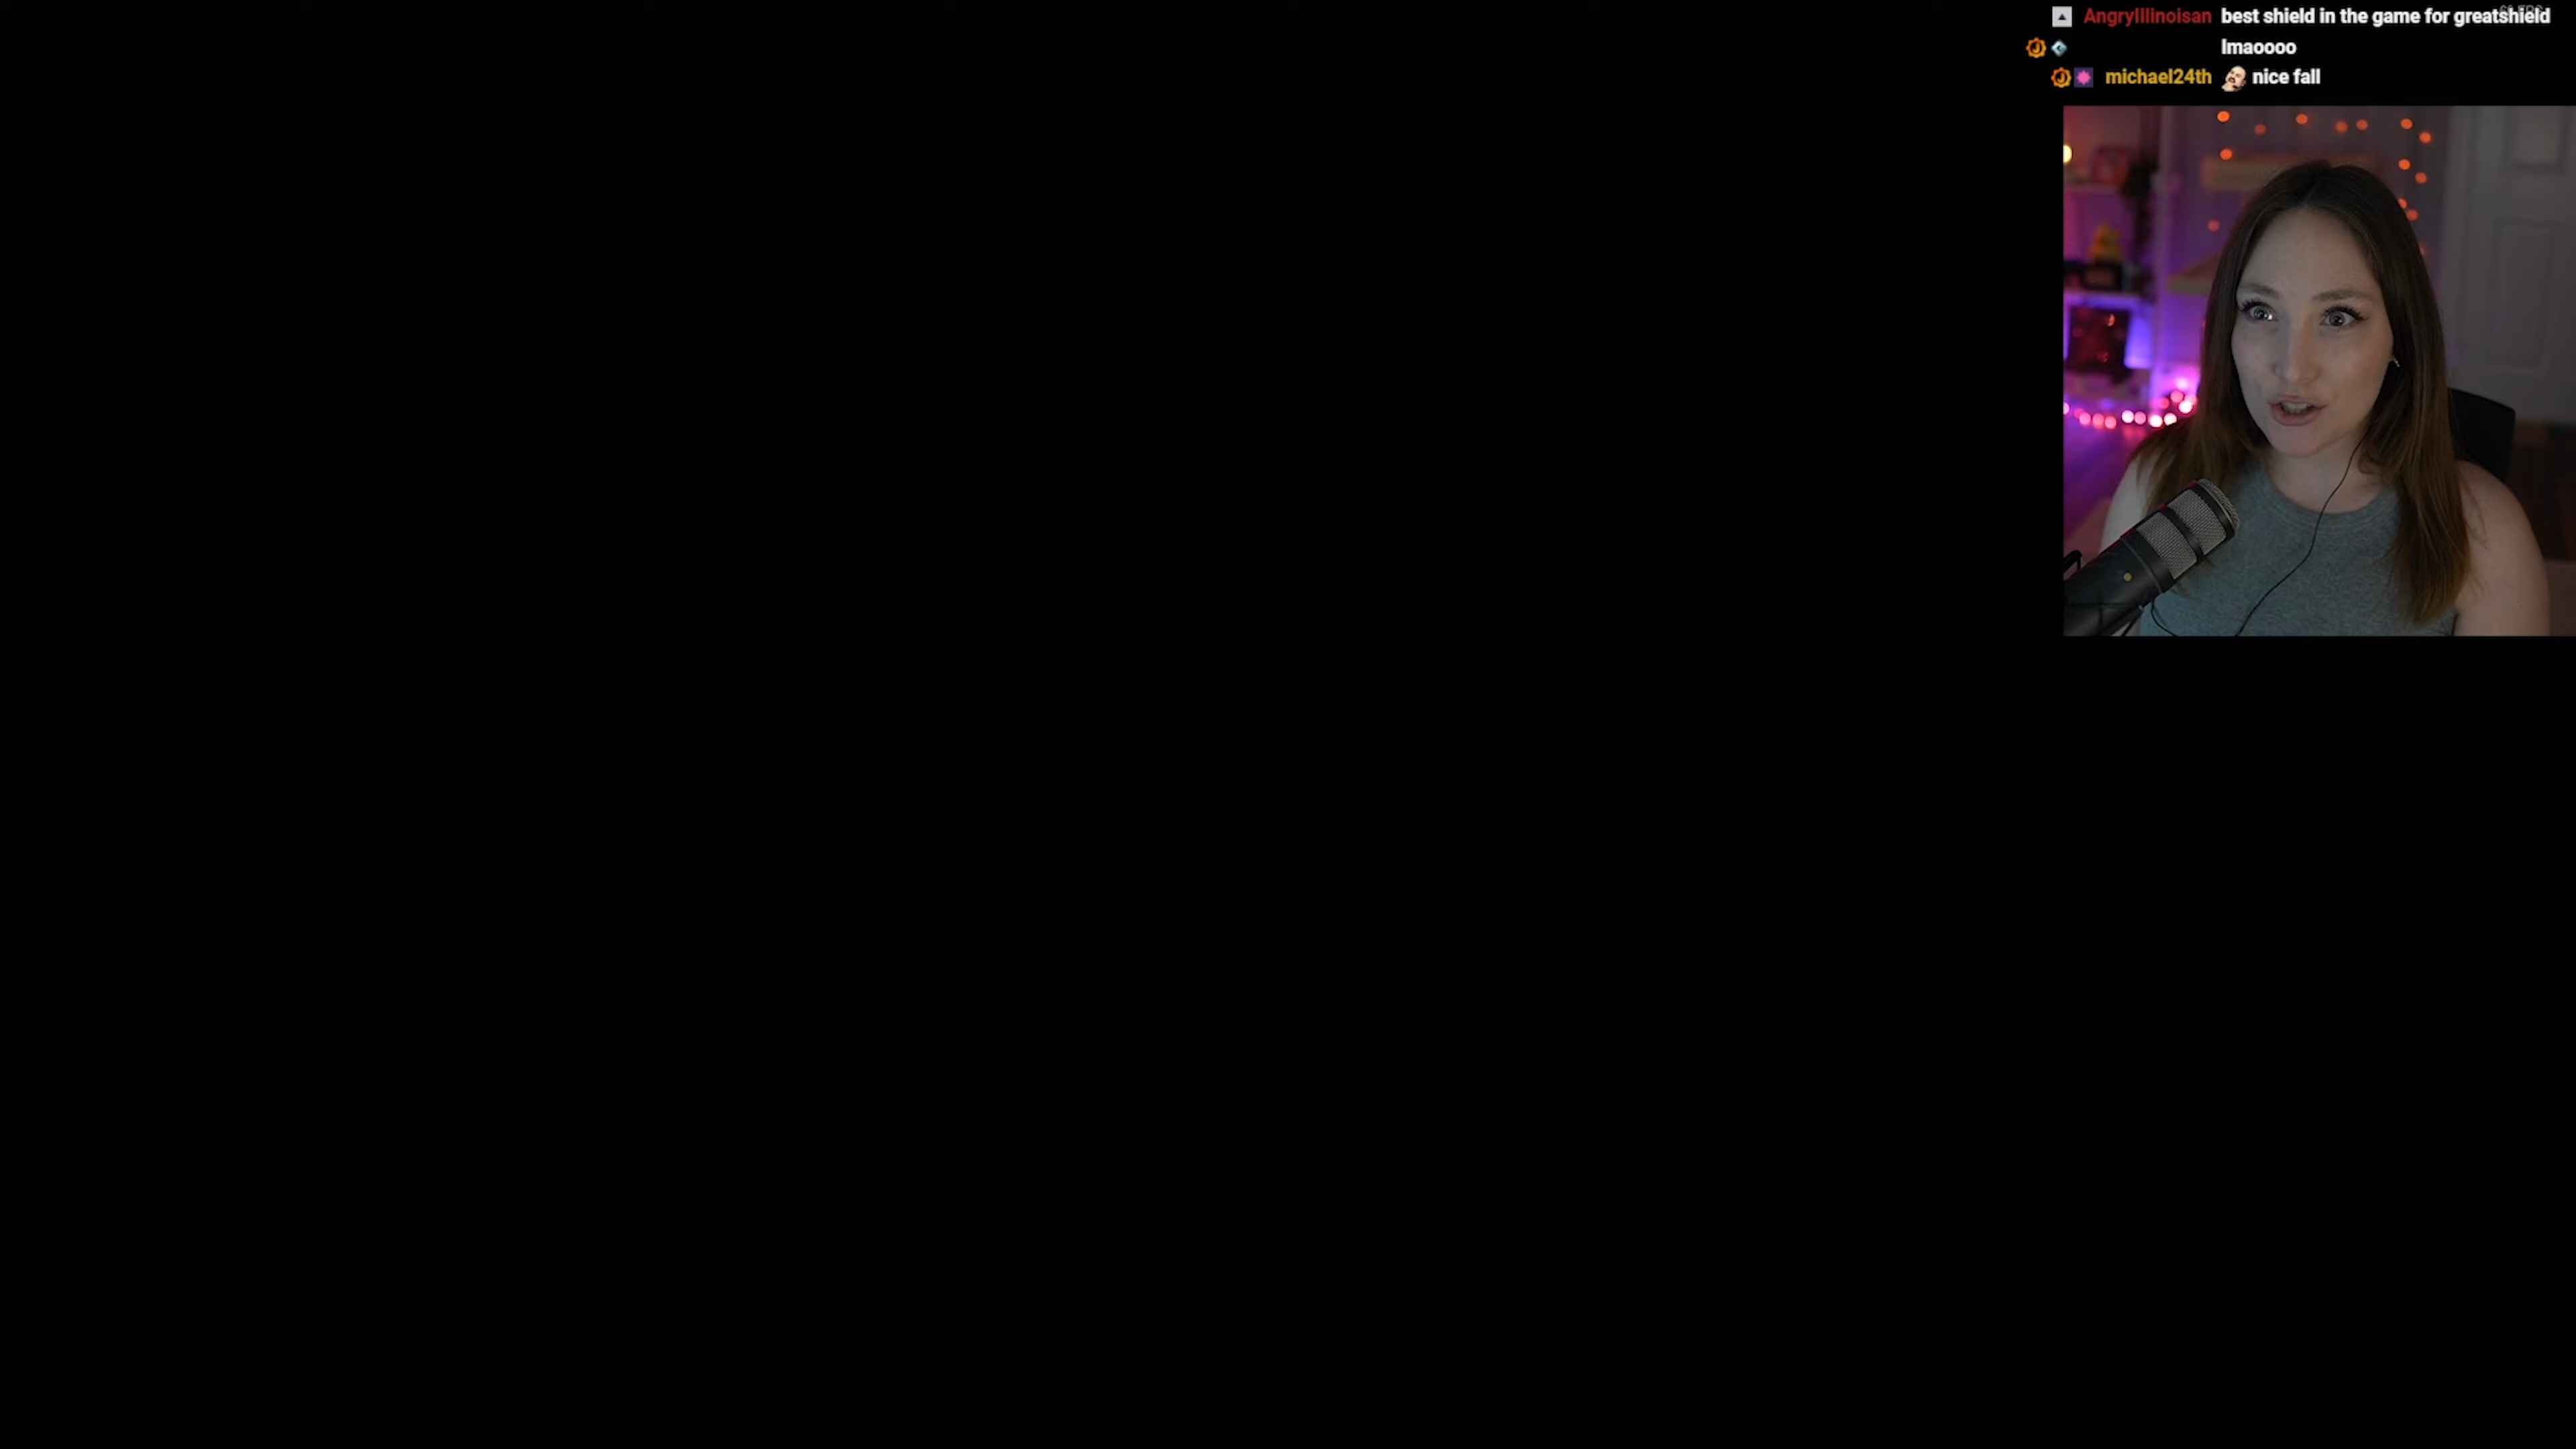 AngryIllinoisan best shield in the game for greatshield
lmaoooo
michael24th nice fall